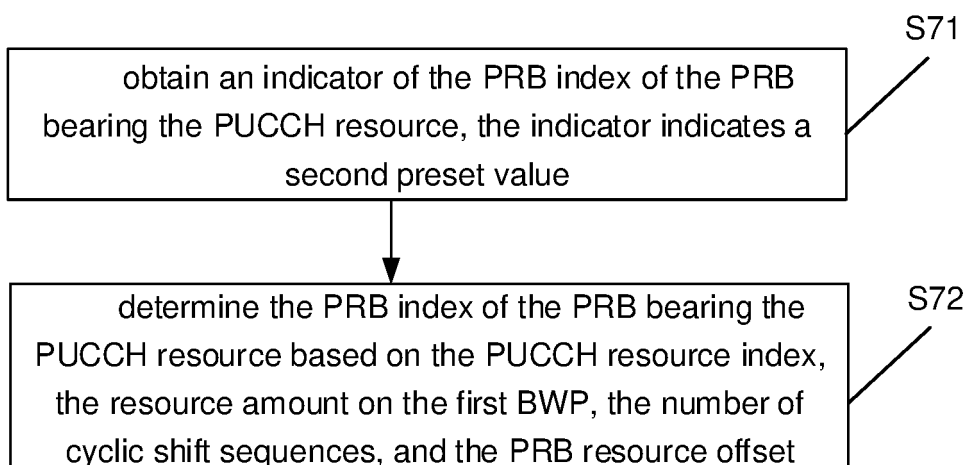 S71
obtain an indicator of the PRB index of the PRB
bearing the PUCCH resource, the indicator indicates a
second preset value
S72
determine the PRB index of the PRB bearing the
PUCCH resource based on the PUCCH resource index,
the resource amount on the first BWP, the number of
cyclic shift sequences, and the PRB resource offset